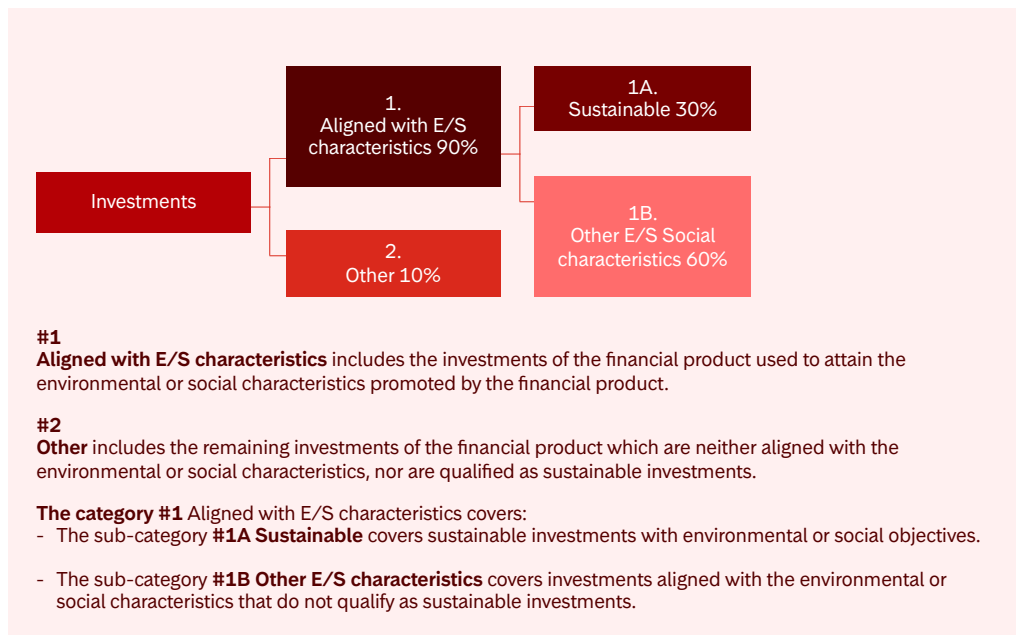 Investments
1.
Aligned with E/S
characteristics 90%
2.
Other 10%
1A.
Sustainable 30%
1B.
Other E/S Social
characteristics 60%
#1
Aligned with E/S characteristics includes the investments of the financial product used to attain the
environmental or social characteristics promoted by the financial product.
#2
Other includes the remaining investments of the financial product which are neither aligned with the
environmental or social characteristics, nor are qualified as sustainable investments.
The category #1 Aligned with E/S characteristics covers:
- The sub-category #1A Sustainable covers sustainable investments with environmental or social objectives.
- The sub-category #1B Other E/S characteristics covers investments aligned with the environmental or
social characteristics that do not qualify as sustainable investments.